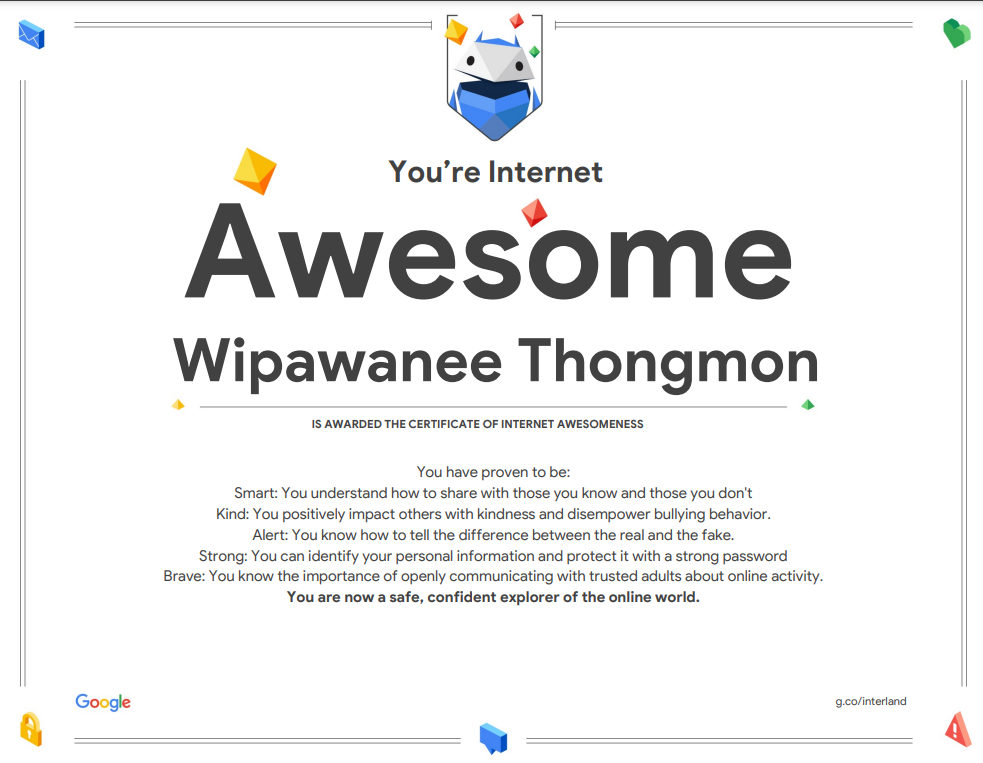 You’re Internet
Awesome
Wipawanee Thongmon
IS AWARDED THE CERTIFICATE OF INTERNET AWESOMENESS
You have proven to be:
Smart: You understand how to share with those you know and those you don't
Kind: You positively impact others with kindness and disempower bullying behavior.
Alert: You know how to tell the difference between the real and the fake.
Strong: You can identify your personal information and protect it with a strong password
Brave: You know the importance of openly communicating with trusted adults about online activity.
You are now a safe, confident explorer of the online world.
Google
g.co/interland